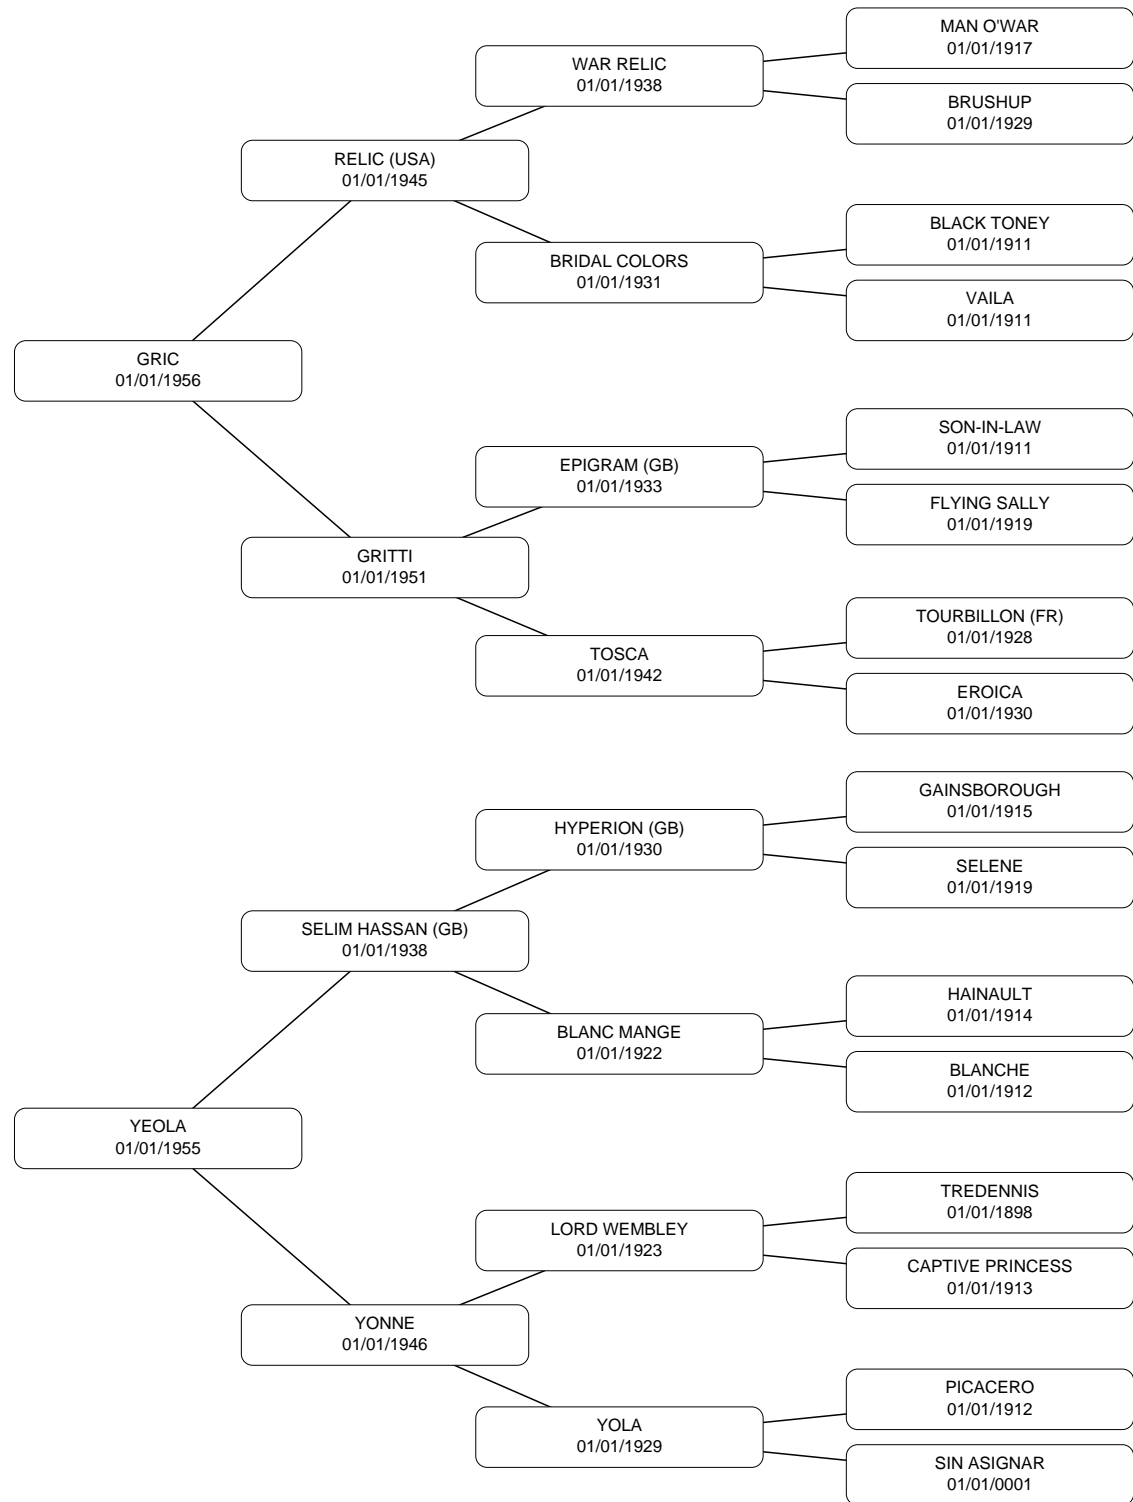 MAN O'WAR
01/01/1917
WAR RELIC
01/01/1938
BRUSHUP
01/01/1929
RELIC (USA)
01/01/1945
BLACK TONEY
01/01/1911
BRIDAL COLORS
01/01/1931
VAILA
01/01/1911
GRIC
01/01/1956
SON-IN-LAW
01/01/1911
EPIGRAM (GB)
01/01/1933
FLYING SALLY
01/01/1919
GRITTI
01/01/1951
TOURBILLON (FR)
01/01/1928
TOSCA
01/01/1942
EROICA
01/01/1930
GAINSBOROUGH
01/01/1915
HYPERION (GB)
01/01/1930
SELENE
01/01/1919
SELIM HASSAN (GB)
01/01/1938
HAINAULT
01/01/1914
BLANC MANGE
01/01/1922
BLANCHE
01/01/1912
YEOLA
01/01/1955
TREDENNIS
01/01/1898
LORD WEMBLEY
01/01/1923
CAPTIVE PRINCESS
01/01/1913
YONNE
01/01/1946
PICACERO
01/01/1912
YOLA
01/01/1929
SIN ASIGNAR
01/01/0001